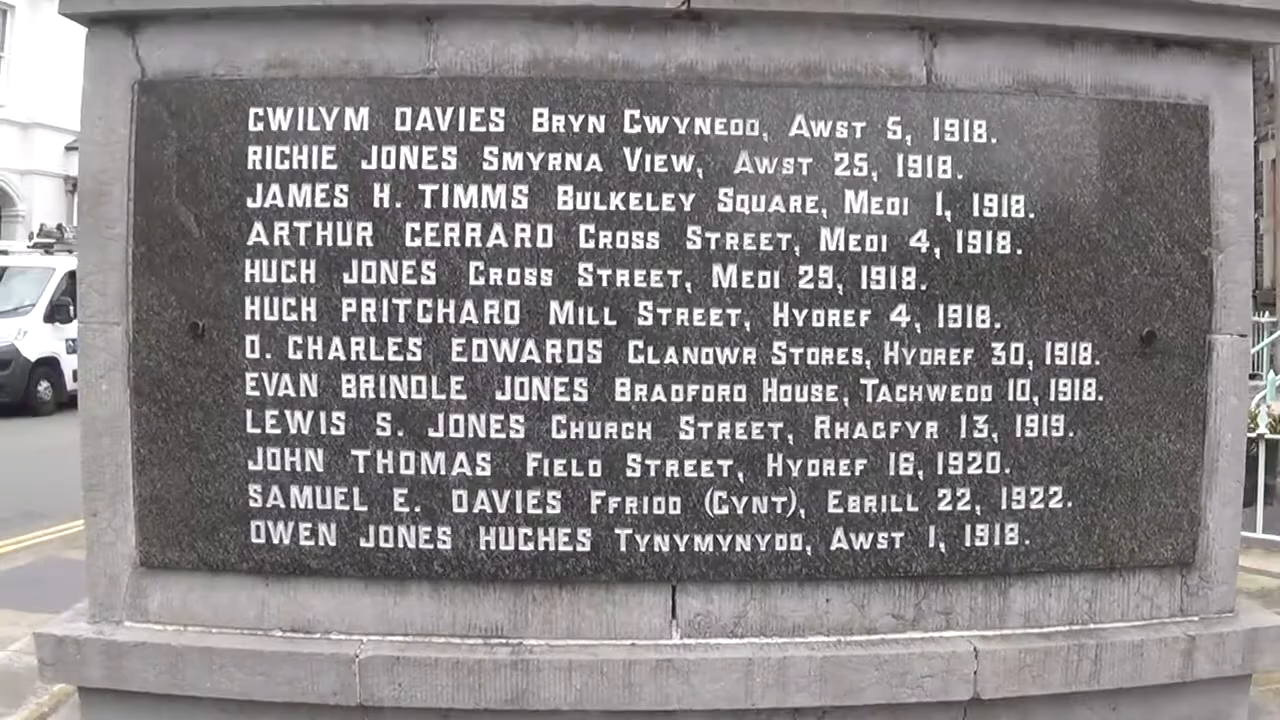 GWILYM DAVIES BRYN GWYNEDD, AWST 5, 1918.
RICHIE JONES SMYRNA VIEW, AWST 25, 1918.
JAMES H. TIMMS BULKELEY SQUARE, MEDI 1, 1918.
ARTHUR GERRARD CROSS STREET, MEDI 4, 1918.
HUGH JONES CROSS STREET, MEDI 29, 1918.
HUGH PRITCHARD MILL STREET, HYDREF 4, 1918.
O. CHARLES EDWARDS GLANDWR STORES, HYDREF 30, 1918.
EVAN BRINDLE JONES BRADFORD HOUSE, TACHWEDD 10, 1918.
LEWIS S. JONES CHURCH STREET, RHAGFYR 13, 1919.
JOHN THOMAS FIELD STREET, HYDREF 16, 1920.
SAMUEL E. DAVIES FFRIDD (GYNT), EBRILL 22, 1922.
OWEN JONES HUGHES TYNYMYNYDD, AWST 1, 1918.